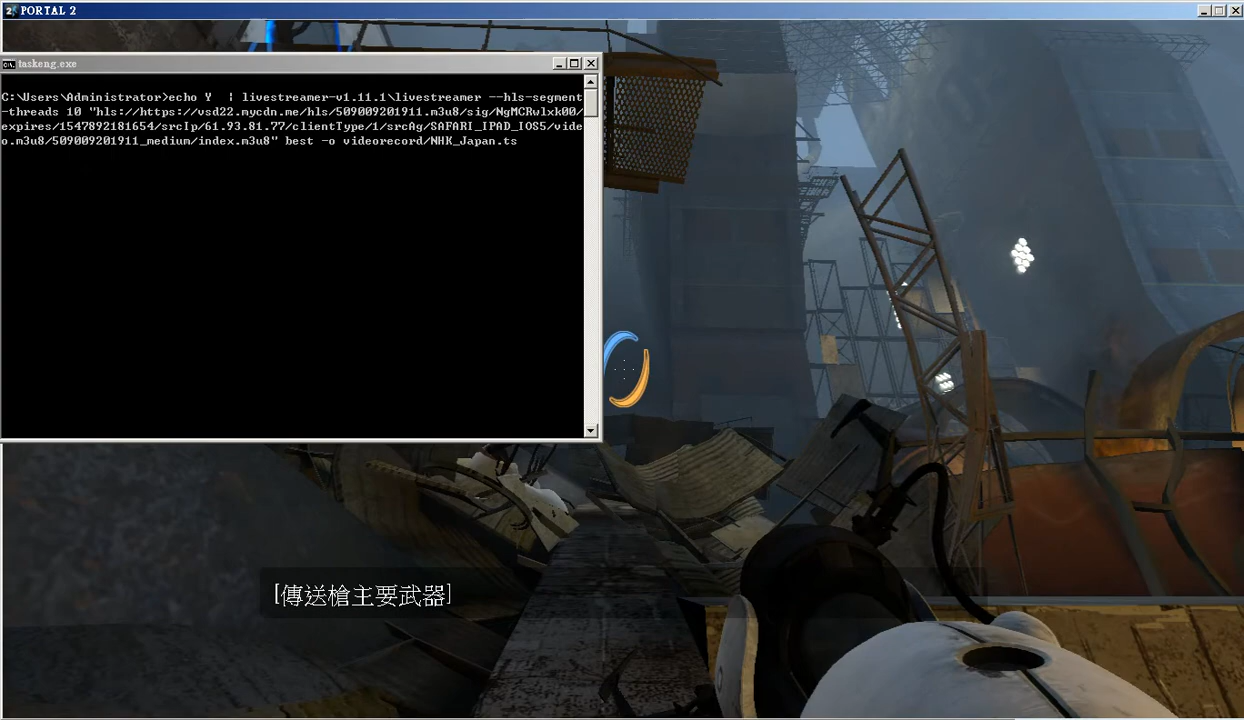 PORTAL 2
taskeng.exe
C:\Users\Administrator>echo Y  | livestreamer-v1.11.1\livestreamer --hls-segment
-threads 10 "hls://https://vsd22.mycdn.me/hls/509009201911.m3u8/sig/NgMCRwlxk00/
expires/1547892181654/srcIp/61.93.81.77/clientType/1/srcAg/SAFARI_IPAD_IOS5/vide
o.m3u8/509009201911_medium/index.m3u8" best -o videorecord/NHK_Japan.ts
[傳送槍主要武器]